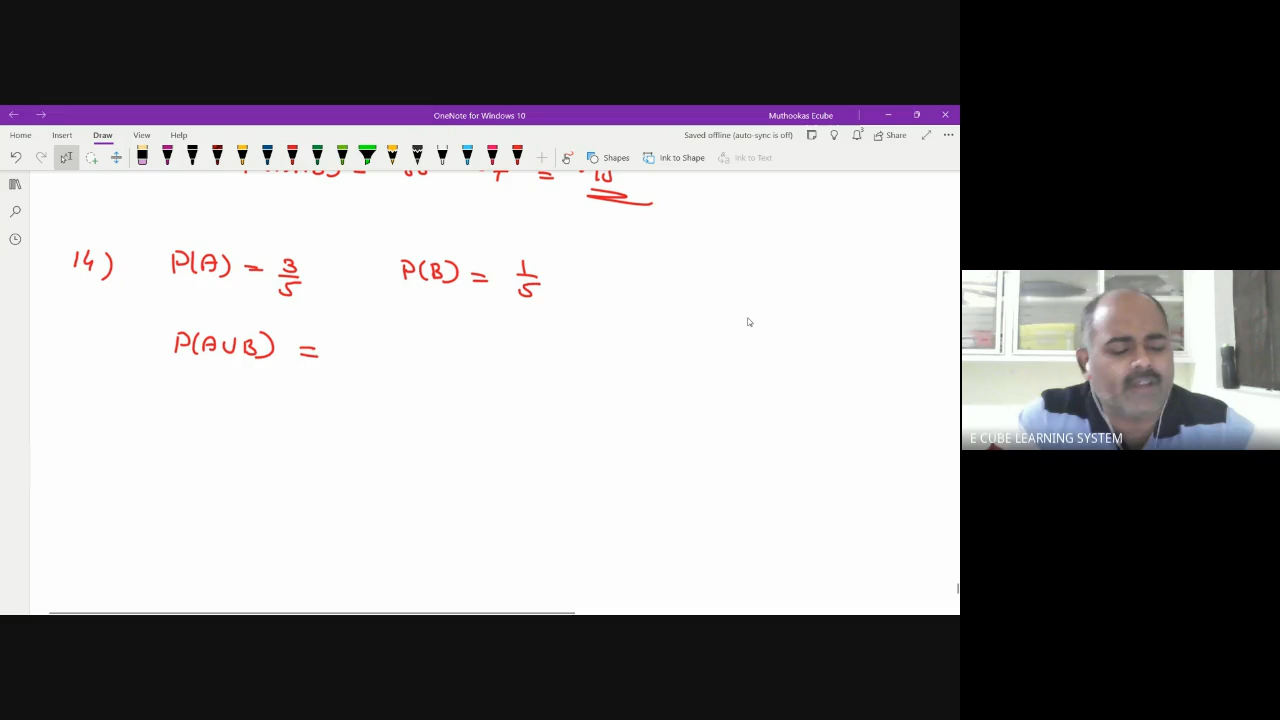 OneNote for Windows 10
Muthookas Ecube
Home Insert Draw View Help
Saved offline (auto-sync is off)
3
Share
Shapes
Ink to Shape
Ink to Text
14) P(A) = 3/5 P(B) = 1/5
P(A∪B) =
E CUBE LEARNING SYSTEM